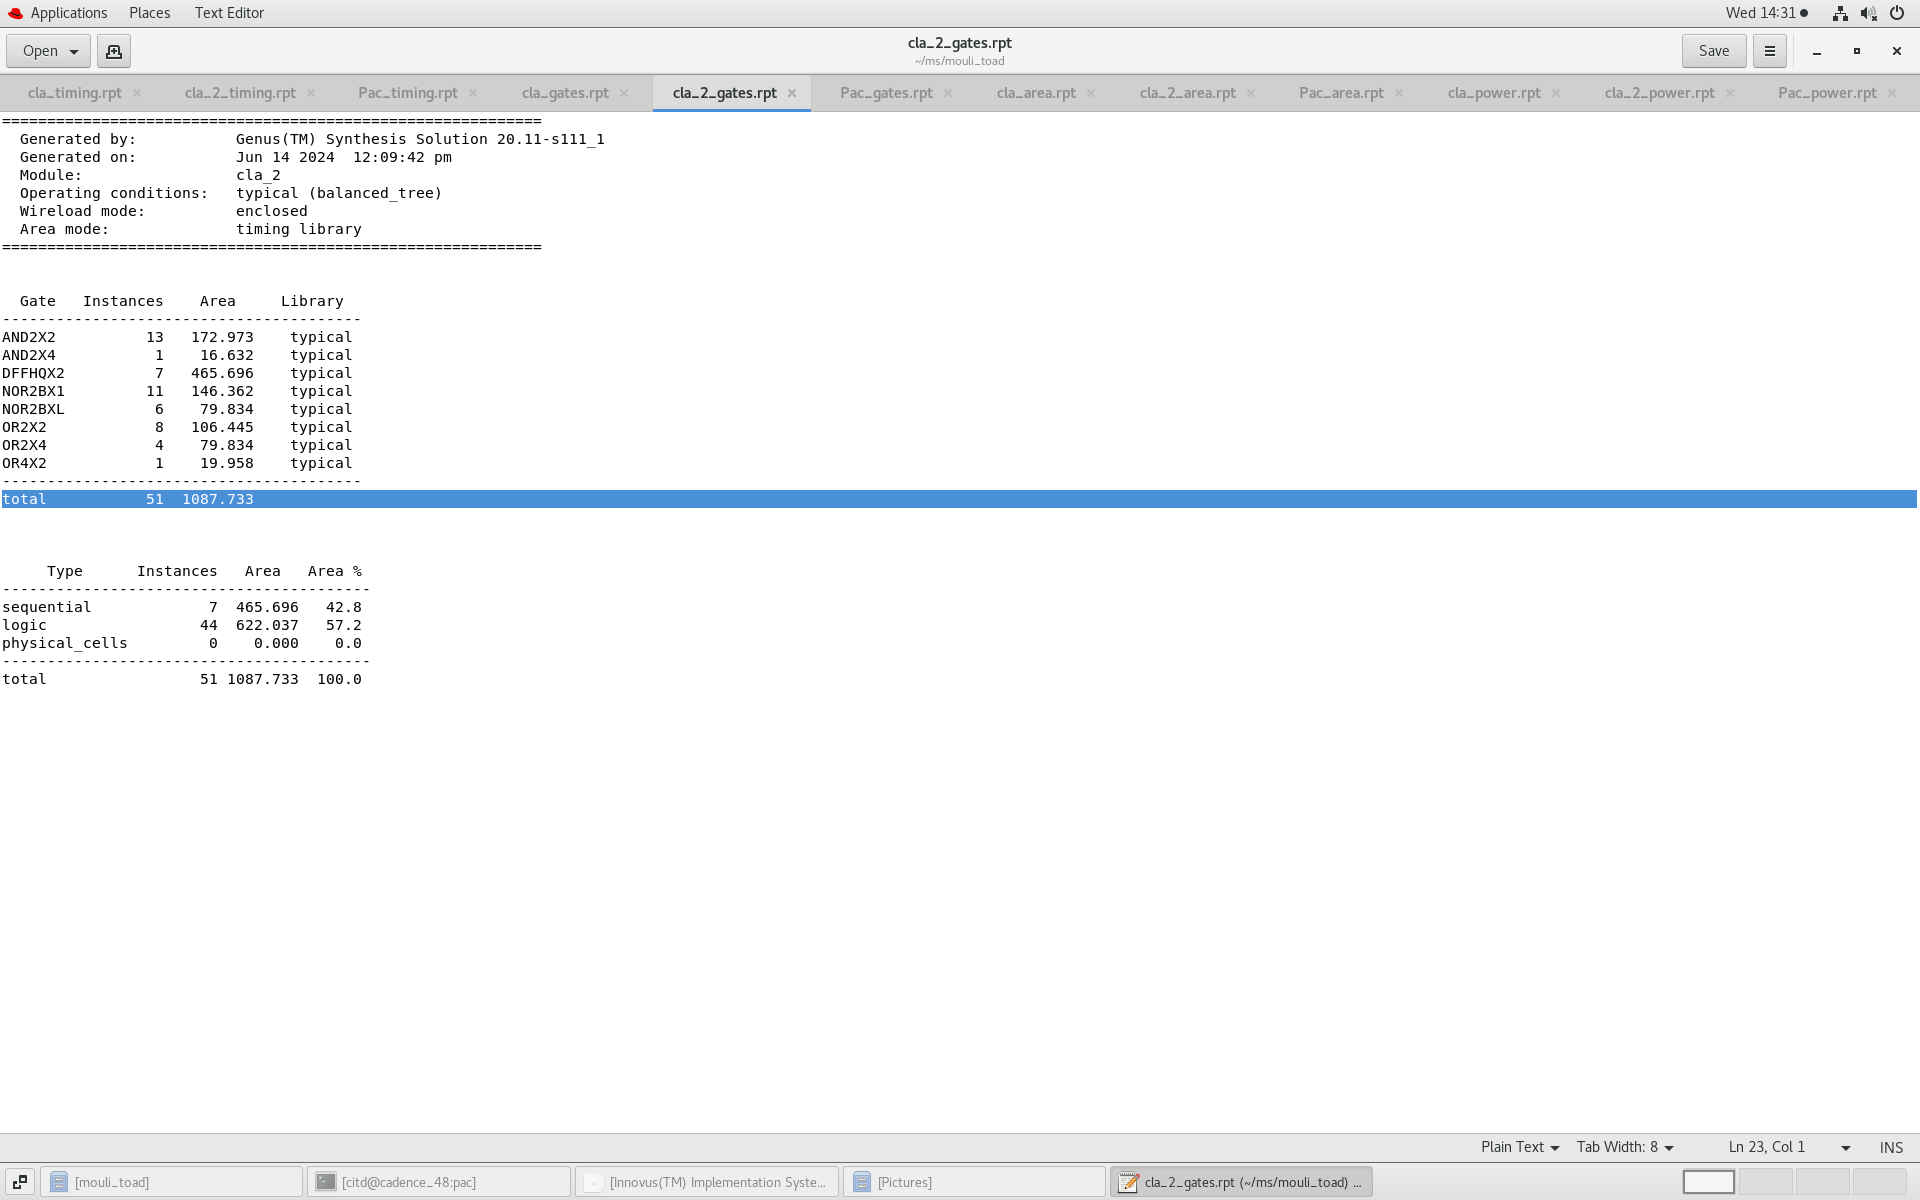 Applications Places Text Editor Wed 14:31
Open cla_2_gates.rpt Save
~/ms/mouli_toad
cla_timing.rpt cla_2_timing.rpt Pac_timing.rpt cla_gates.rpt cla_2_gates.rpt Pac_gates.rpt cla_area.rpt cla_2_area.rpt Pac_area.rpt cla_power.rpt cla_2_power.rpt Pac_power.rpt
============================================================
  Generated by:           Genus(TM) Synthesis Solution 20.11-s111_1
  Generated on:           Jun 14 2024  12:09:42 pm
  Module:                 cla_2
  Operating conditions:   typical (balanced_tree)
  Wireload mode:          enclosed
  Area mode:              timing library
============================================================
  Gate   Instances    Area     Library
----------------------------------------
AND2X2          13   172.973    typical
AND2X4           1    16.632    typical
DFFHQX2          7   465.696    typical
NOR2BX1         11   146.362    typical
NOR2BXL          6    79.834    typical
OR2X2            8   106.445    typical
OR2X4            4    79.834    typical
OR4X2            1    19.958    typical
----------------------------------------
total           51  1087.733
     Type      Instances   Area   Area %
-----------------------------------------
sequential             7  465.696   42.8
logic                 44  622.037   57.2
physical_cells         0    0.000    0.0
-----------------------------------------
total                 51 1087.733  100.0
Plain Text Tab Width: 8 Ln 23, Col 1 INS
[mouli_toad] [citd@cadence_48:pac] [Innovus(TM) Implementation Syste... [Pictures] cla_2_gates.rpt (~/ms/mouli_toad) ...